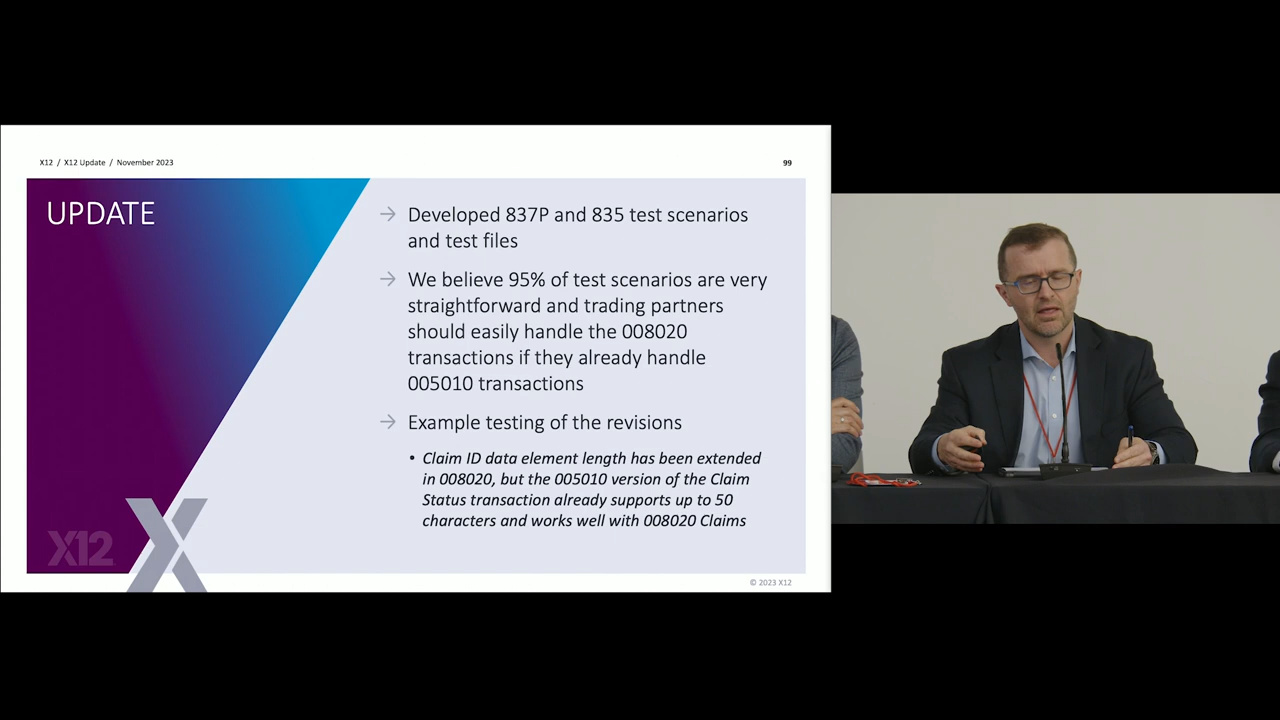 X12 / X12 Update / November 2023
99
UPDATE
→ Developed 837P and 835 test scenarios
and test files
→ We believe 95% of test scenarios are very
straightforward and trading partners
should easily handle the 008020
transactions if they already handle
005010 transactions
→ Example testing of the revisions
• Claim ID data element length has been extended
in 008020, but the 005010 version of the Claim
Status transaction already supports up to 50
characters and works well with 008020 Claims
X12
X
© 2023 X12